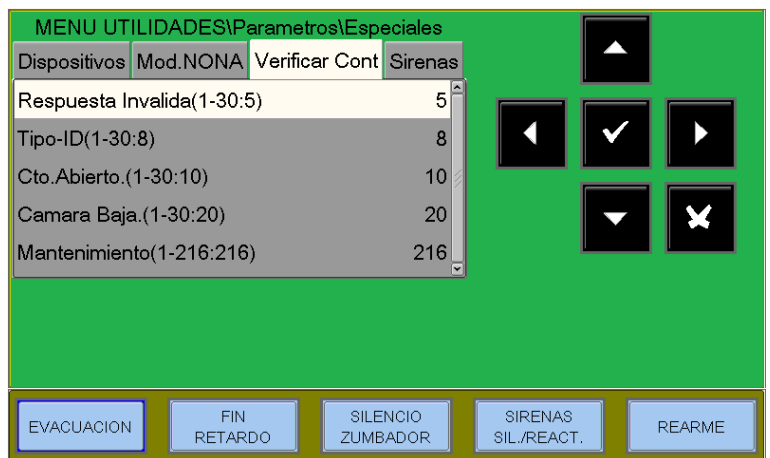 MENU UTILIDADES\Parametros\Especiales
Dispositivos Mod.NONA Verificar Cont Sirenas
Respuesta Invalida(1-30:5) 5
Tipo-ID(1-30:8) 8
Cto.Abierto.(1-30:10) 10
Camara Baja.(1-30:20) 20
Mantenimiento(1-216:216) 216
EVACUACION
FIN
RETARDO
SILENCIO
ZUMBADOR
SIRENAS
SIL./REACT.
REARME